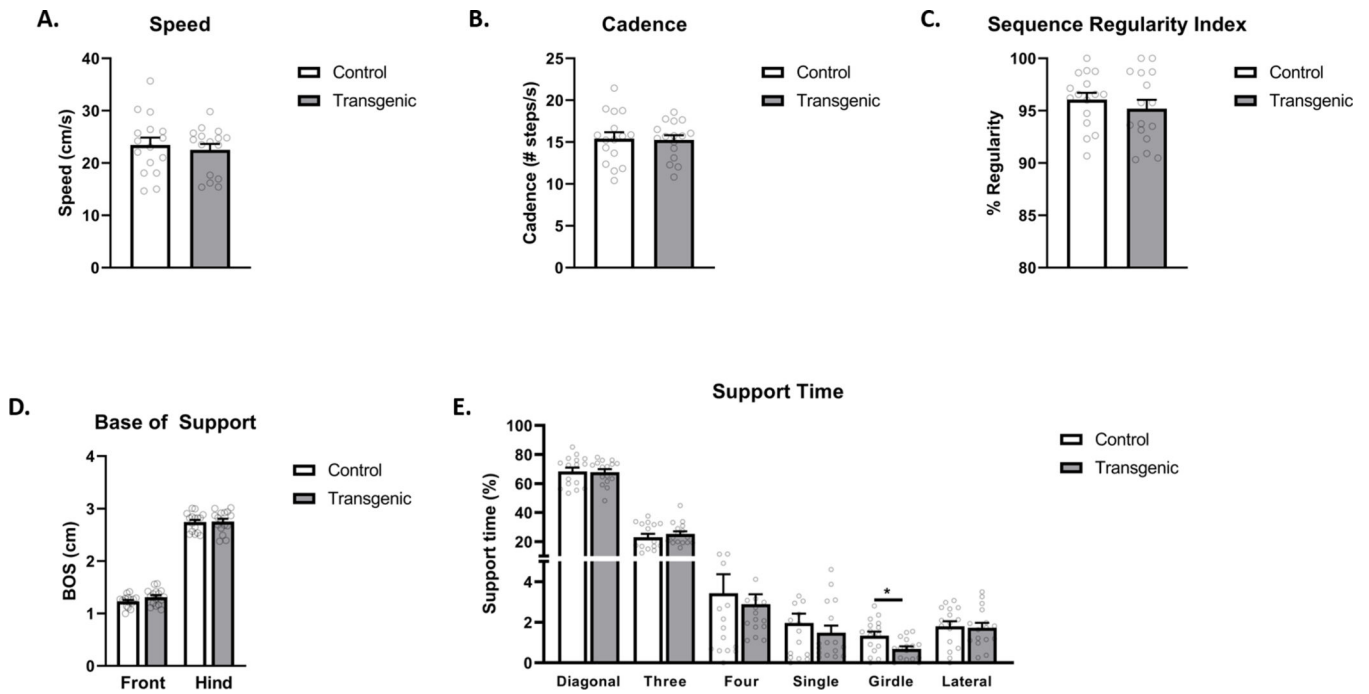 A.
Speed
Speed (cm/s)
40
30
20
10
0
Control
Transgenic
B.
Cadence
Cadence (# steps/s)
25
20
15
10
5
0
Control
Transgenic
C.
Sequence Regularity Index
% Regularity
100
95
90
85
80
Control
Transgenic
D.
Base of Support
BOS (cm)
4
3
2
1
0
Front Hind
Control
Transgenic
E.
Support Time
Support time (%)
100
80
60
40
20
4
2
0
*
Diagonal Three Four Single Girdle Lateral
Control
Transgenic